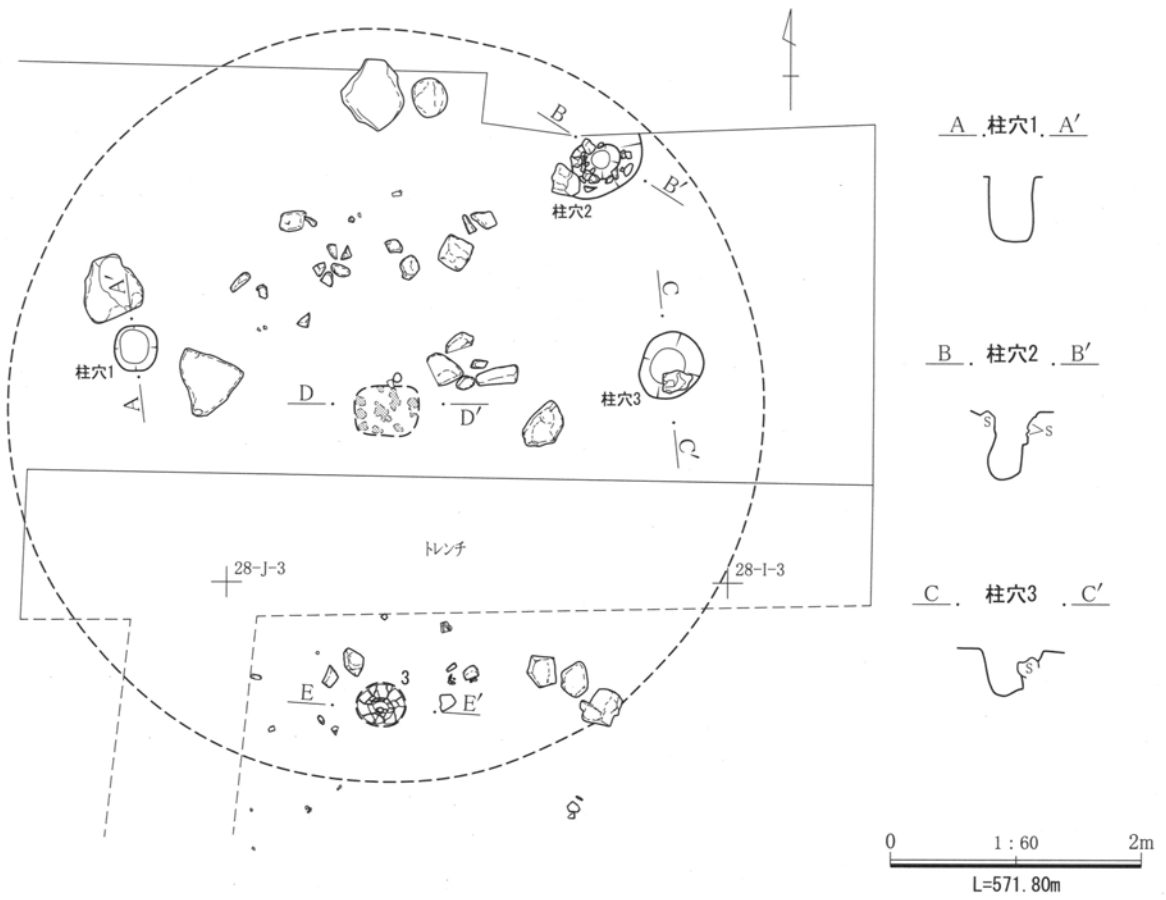 B
B′
柱穴2
A′
柱穴1
A
C
柱穴3
C′
D
D′
トレンチ
28-J-3
28-I-3
3
E
E′
A 柱穴1 A′
B 柱穴2 B′
S
S
C 柱穴3 C′
S
0 1 : 60 2m
L=571.80m